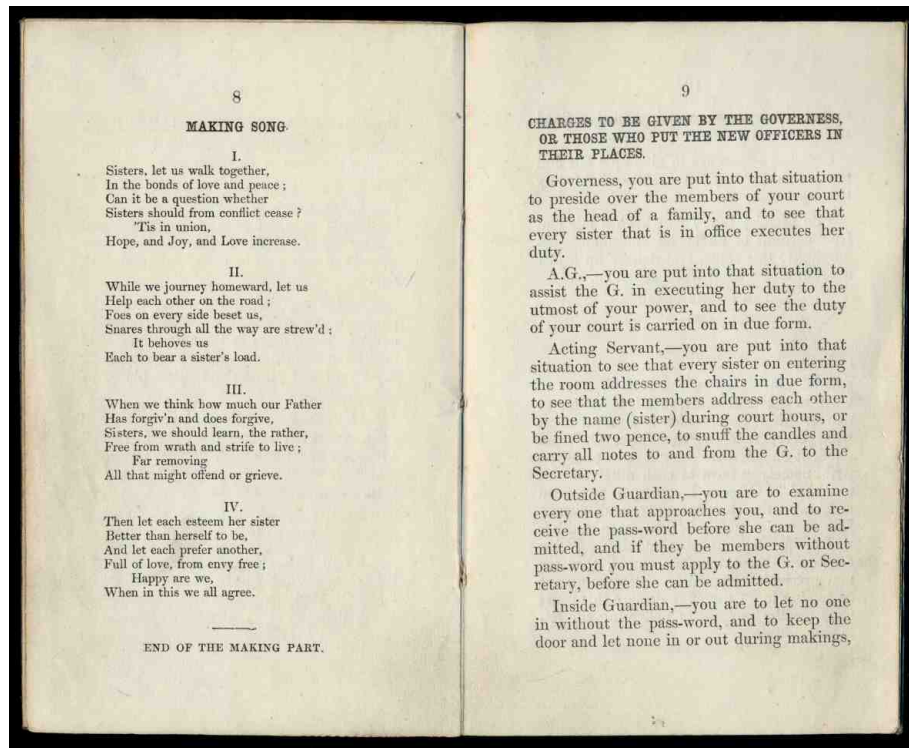 8
MAKING SONG.
I.
Sisters, let us walk together,
In the bonds of love and peace ;
Can it be a question whether
Sisters should from conflict cease ?
'Tis in union,
Hope, and Joy, and Love increase.
II.
While we journey homeward, let us
Help each other on the road ;
Foes on every side beset us,
Snares through all the way are strew'd ;
It behoves us
Each to bear a sister's load.
III.
When we think how much our Father
Has forgiv'n and does forgive,
Sisters, we should learn, the rather,
Free from wrath and strife to live ;
Far removing
All that might offend or grieve.
IV.
Then let each esteem her sister
Better than herself to be,
And let each prefer another,
Full of love, from envy free ;
Happy are we,
When in this we all agree.
END OF THE MAKING PART.
9
CHARGES TO BE GIVEN BY THE GOVERNESS,
OR THOSE WHO PUT THE NEW OFFICERS IN
THEIR PLACES.
Governess, you are put into that situation
to preside over the members of your court
as the head of a family, and to see that
every sister that is in office executes her
duty.
A.G.,—you are put into that situation to
assist the G. in executing her duty to the
utmost of your power, and to see the duty
of your court is carried on in due form.
Acting Servant,—you are put into that
situation to see that every sister on entering
the room addresses the chairs in due form,
to see that the members address each other
by the name (sister) during court hours, or
be fined two pence, to snuff the candles and
carry all notes to and from the G. to the
Secretary.
Outside Guardian,—you are to examine
every one that approaches you, and to re-
ceive the pass-word before she can be ad-
mitted, and if they be members without
pass-word you must apply to the G. or Sec-
retary, before she can be admitted.
Inside Guardian,—you are to let no one
in without the pass-word, and to keep the
door and let none in or out during makings,